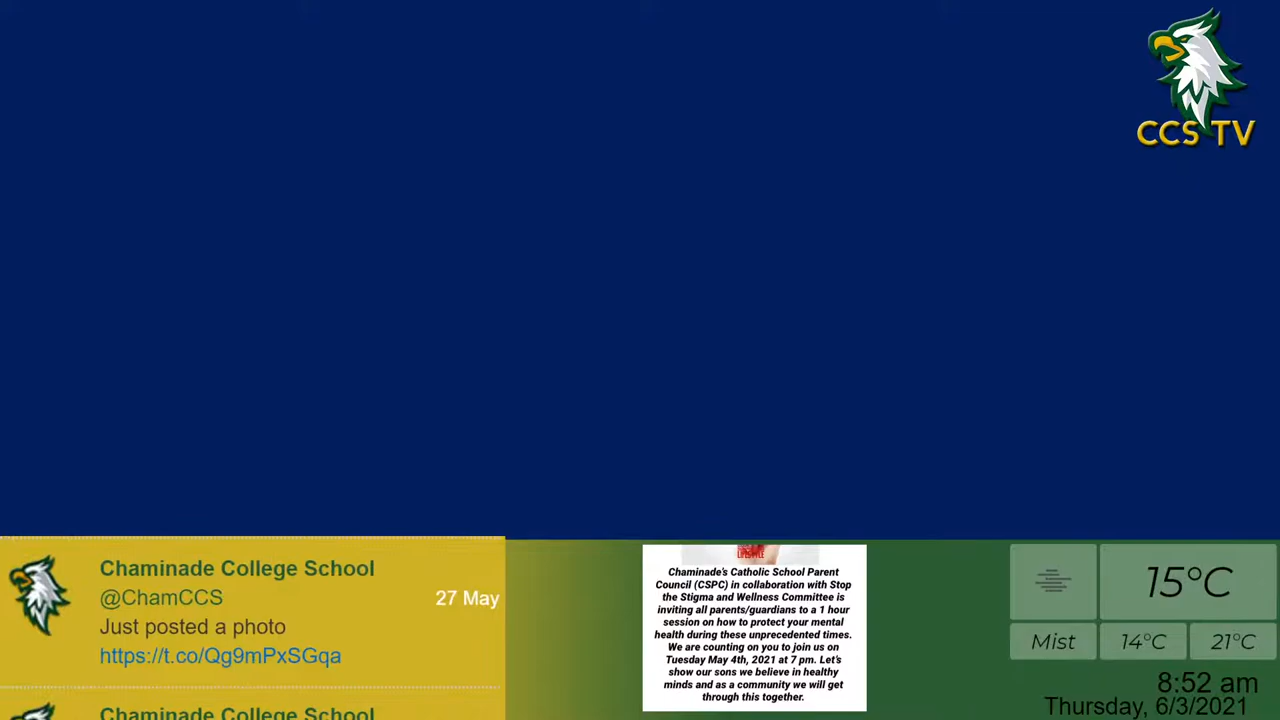 CCS TV
Chaminade College School
@ChamCCS
27 May
Just posted a photo
https://t.co/Qg9mPxSGqa
Chaminade College School
LIFESTYLE
Chaminade's Catholic School Parent
Council (CSPC) in collaboration with Stop
the Stigma and Wellness Committee is
inviting all parents/guardians to a 1 hour
session on how to protect your mental
health during these unprecedented times.
We are counting on you to join us on
Tuesday May 4th, 2021 at 7 pm. Let's
show our sons we believe in healthy
minds and as a community we will get
through this together.
15°C
Mist
14°C
21°C
8:52 am
Thursday, 6/3/2021